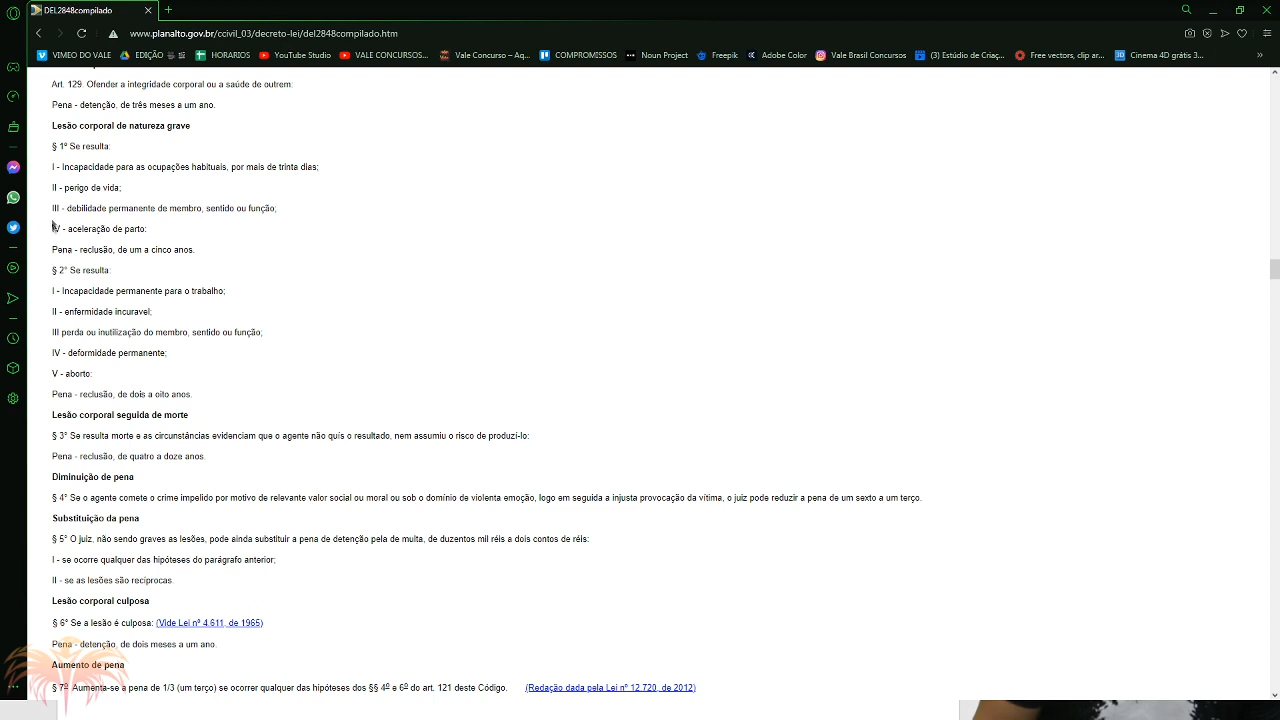 DEL2848compilado
www.planalto.gov.br/ccivil_03/decreto-lei/del2848compilado.htm
VIMEO DO VALE EDIÇÃO HORARIOS YouTube Studio VALE CONCURSOS... Vale Concurso – Aq... COMPROMISSOS Noun Project Freepik Adobe Color Vale Brasil Concurso... (3) Estúdio de Criaç... Free vectors, clip ar... Cinema 4D grátis 3...
Art. 129. Ofender a integridade corporal ou a saúde de outrem:
Pena - detenção, de três meses a um ano.
Lesão corporal de natureza grave
§ 1º Se resulta:
I - Incapacidade para as ocupações habituais, por mais de trinta dias;
II - perigo de vida;
III - debilidade permanente de membro, sentido ou função;
IV - aceleração de parto:
Pena - reclusão, de um a cinco anos.
§ 2° Se resulta:
I - Incapacidade permanente para o trabalho;
II - enfermidade incuravel;
III perda ou inutilização do membro, sentido ou função;
IV - deformidade permanente;
V - aborto:
Pena - reclusão, de dois a oito anos.
Lesão corporal seguida de morte
§ 3° Se resulta morte e as circunstâncias evidenciam que o agente não quís o resultado, nem assumiu o risco de produzí-lo:
Pena - reclusão, de quatro a doze anos.
Diminuição de pena
§ 4° Se o agente comete o crime impelido por motivo de relevante valor social ou moral ou sob o domínio de violenta emoção, logo em seguida a injusta provocação da vítima, o juiz pode reduzir a pena de um sexto a um terço.
Substituição da pena
§ 5° O juiz, não sendo graves as lesões, pode ainda substituir a pena de detenção pela de multa, de duzentos mil réis a dois contos de réis:
I - se ocorre qualquer das hipóteses do parágrafo anterior;
II - se as lesões são recíprocas.
Lesão corporal culposa
§ 6° Se a lesão é culposa: (Vide Lei nº 4.611, de 1965)
Pena - detenção, de dois meses a um ano.
Aumento de pena
§ 7º Aumenta-se a pena de 1/3 (um terço) se ocorrer qualquer das hipóteses dos §§ 4º e 6º do art. 121 deste Código. (Redação dada pela Lei nº 12.720, de 2012)